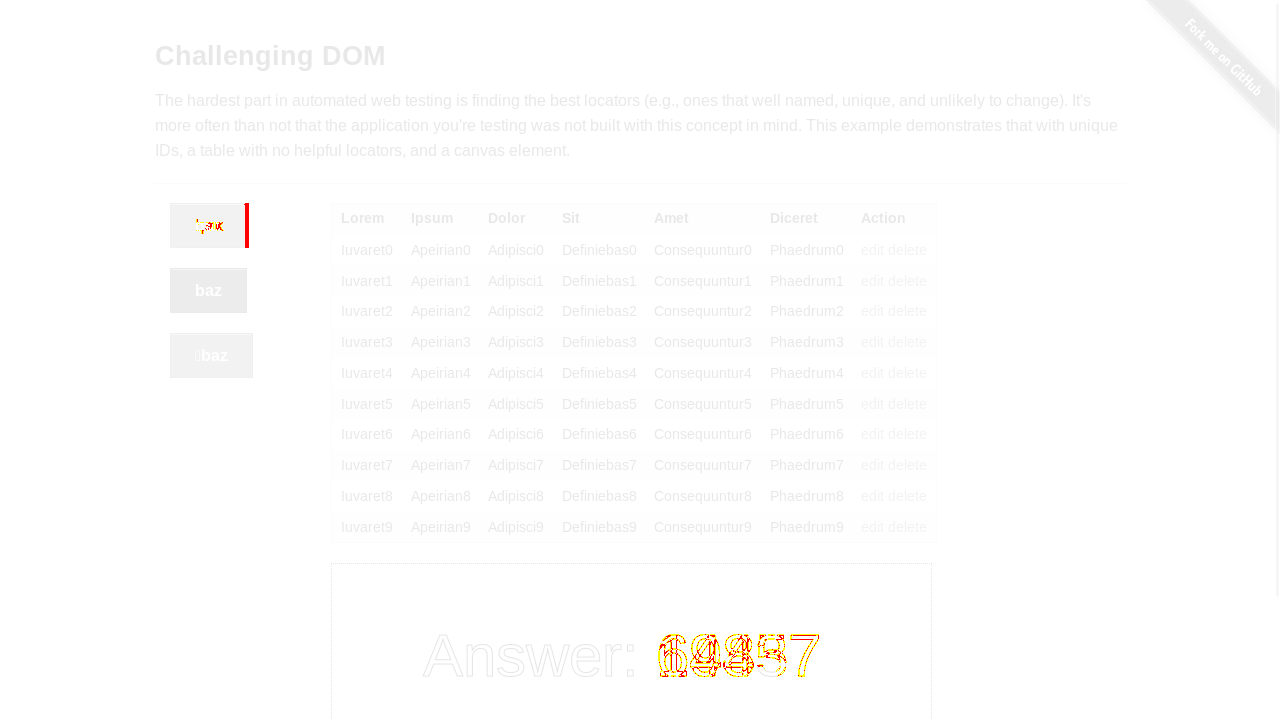 Fork me on GitHub
Challenging DOM
The hardest part in automated web testing is finding the best locators (e.g., ones that well named, unique, and unlikely to change). It's
more often than not that the application you're testing was not built with this concept in mind. This example demonstrates that with unique
IDs, a table with no helpful locators, and a canvas element.
baz
baz
Lorem Ipsum Dolor Sit Amet Diceret Action
Iuvaret0 Apeirian0 Adipisci0 Definiebas0 Consequuntur0 Phaedrum0 edit delete
Iuvaret1 Apeirian1 Adipisci1 Definiebas1 Consequuntur1 Phaedrum1 edit delete
Iuvaret2 Apeirian2 Adipisci2 Definiebas2 Consequuntur2 Phaedrum2 edit delete
Iuvaret3 Apeirian3 Adipisci3 Definiebas3 Consequuntur3 Phaedrum3 edit delete
Iuvaret4 Apeirian4 Adipisci4 Definiebas4 Consequuntur4 Phaedrum4 edit delete
Iuvaret5 Apeirian5 Adipisci5 Definiebas5 Consequuntur5 Phaedrum5 edit delete
Iuvaret6 Apeirian6 Adipisci6 Definiebas6 Consequuntur6 Phaedrum6 edit delete
Iuvaret7 Apeirian7 Adipisci7 Definiebas7 Consequuntur7 Phaedrum7 edit delete
Iuvaret8 Apeirian8 Adipisci8 Definiebas8 Consequuntur8 Phaedrum8 edit delete
Iuvaret9 Apeirian9 Adipisci9 Definiebas9 Consequuntur9 Phaedrum9 edit delete
Answer: